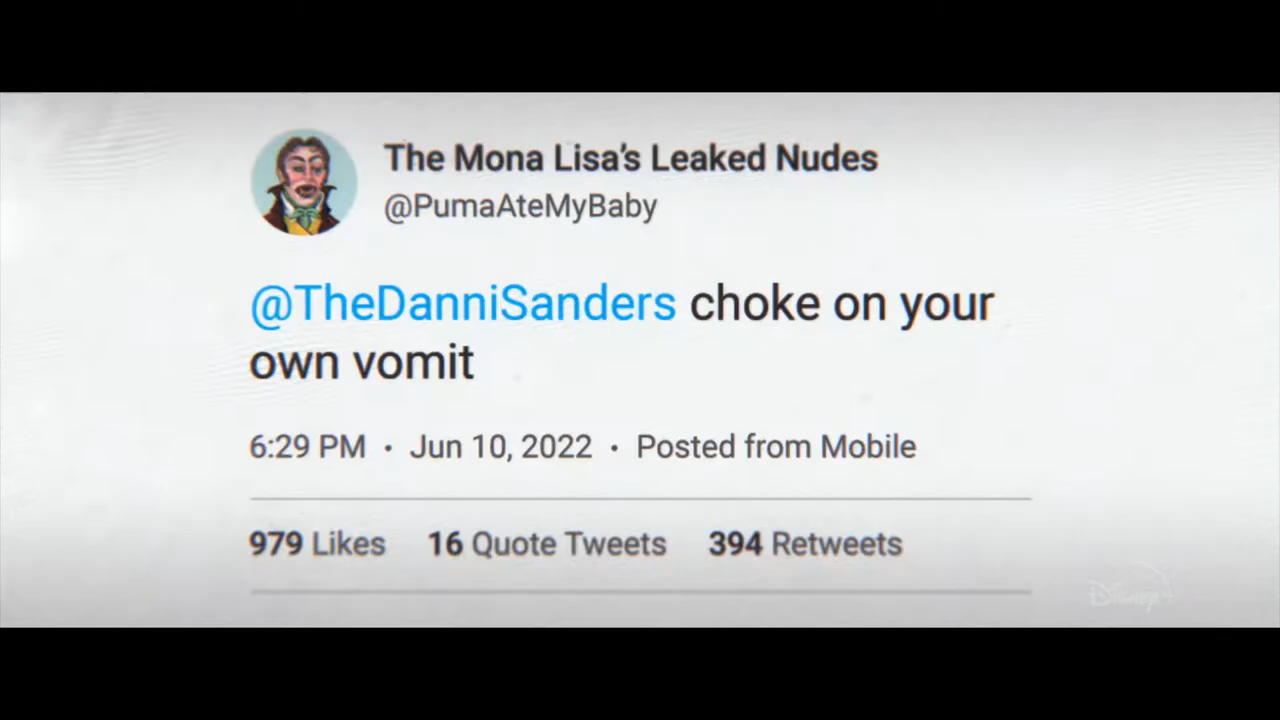 The Mona Lisa's Leaked Nudes
@PumaAteMyBaby
@TheDanniSanders choke on your
own vomit
6:29 PM · Jun 10, 2022 · Posted from Mobile
979 Likes 16 Quote Tweets 394 Retweets
Disney+